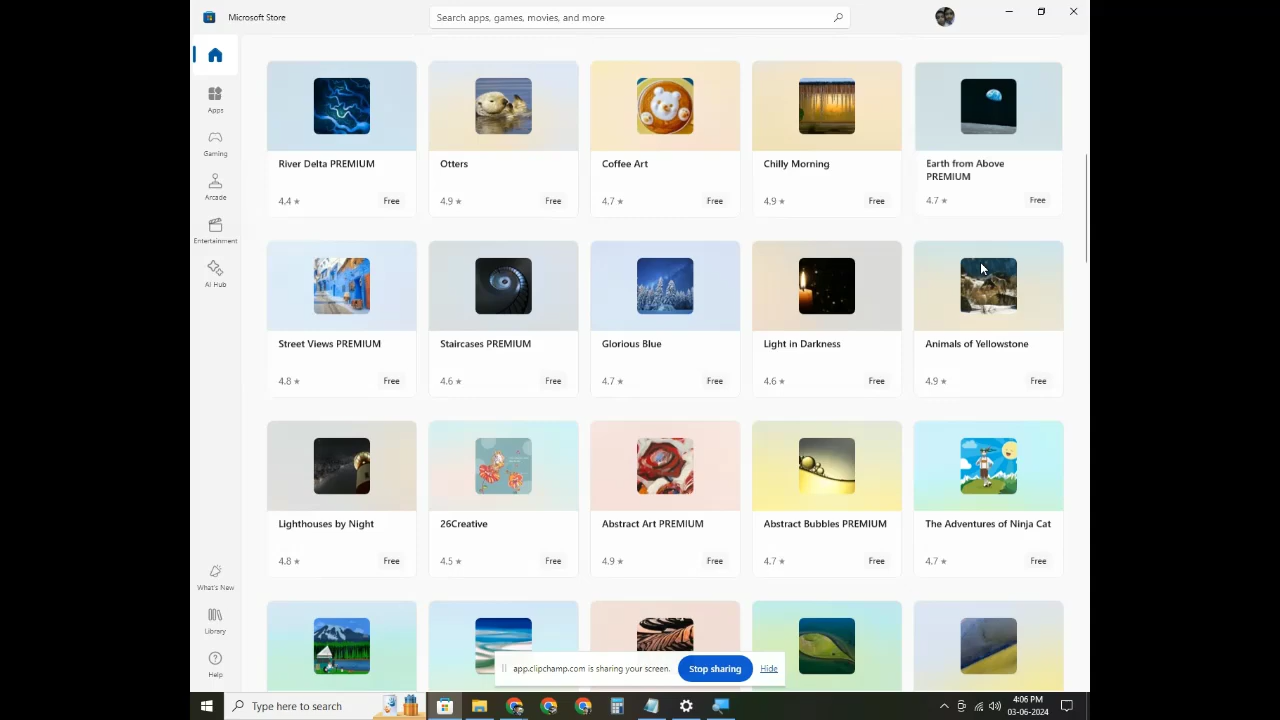 Microsoft Store
Search apps, games, movies, and more
Apps
Gaming
Arcade
Entertainment
AI Hub
What's New
Library
Help
River Delta PREMIUM
4.4 ★ Free
Otters
4.9 ★ Free
Coffee Art
4.7 ★ Free
Chilly Morning
4.9 ★ Free
Earth from Above
PREMIUM
4.7 ★ Free
Street Views PREMIUM
4.8 ★ Free
Staircases PREMIUM
4.6 ★ Free
Glorious Blue
4.7 ★ Free
Light in Darkness
4.6 ★ Free
Animals of Yellowstone
4.9 ★ Free
Lighthouses by Night
4.8 ★ Free
26Creative
4.5 ★ Free
Abstract Art PREMIUM
4.9 ★ Free
Abstract Bubbles PREMIUM
4.7 ★ Free
The Adventures of Ninja Cat
4.7 ★ Free
app.clipchamp.com is sharing your screen.
Stop sharing
Hide
Type here to search
4:06 PM
03-06-2024